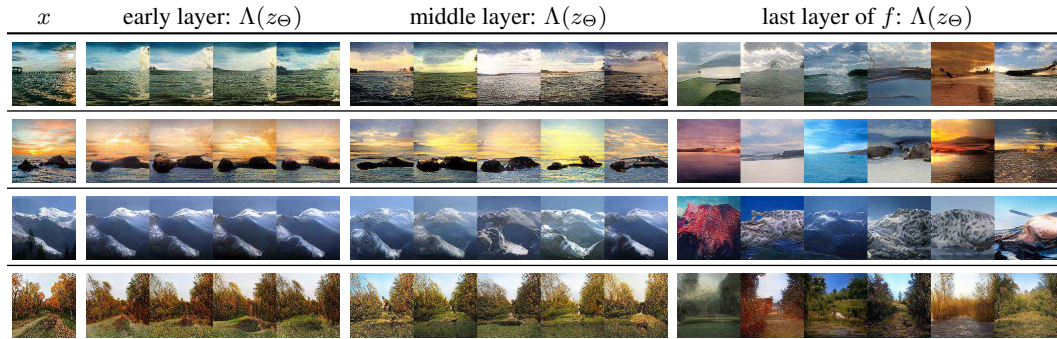 x early layer: Λ(z_Θ) middle layer: Λ(z_Θ) last layer of f: Λ(z_Θ)